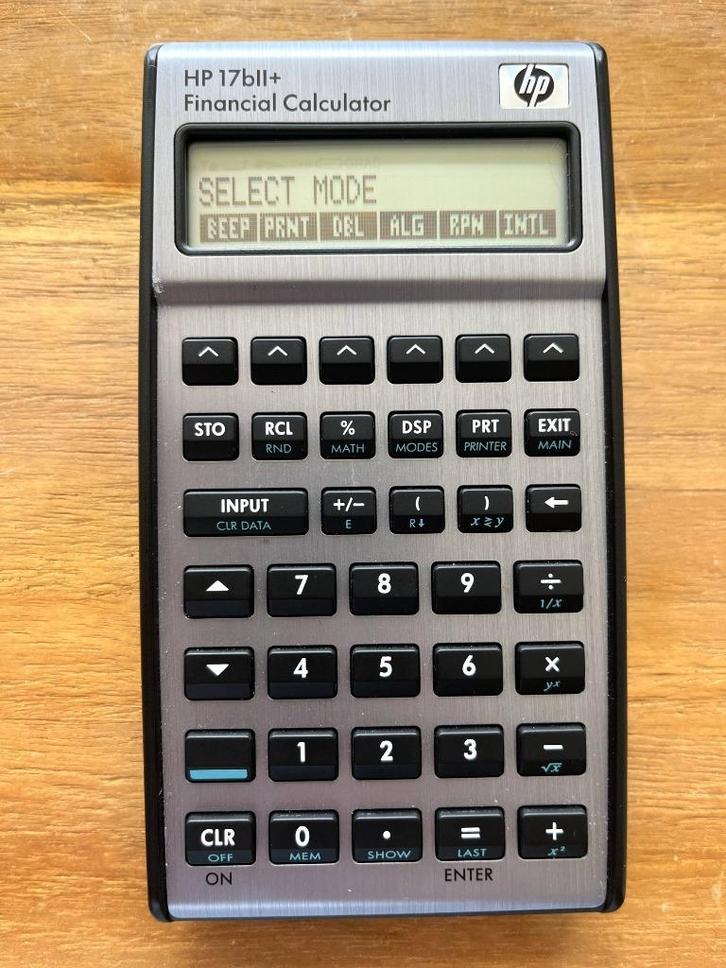 HP 17bII+
Financial Calculator
hp
SELECT MODE
BEEP PRNT DBL ALG RPN INTL
^ ^ ^ ^ ^ ^
STO RCL % DSP PRT EXIT
RND MATH MODES PRINTER MAIN
INPUT +/– ( ) ←
CLR DATA E R↓ x≷y
▲ 7 8 9 ÷
1/x
▼ 4 5 6 ×
yx
1 2 3 –
√x
CLR 0 . = +
OFF MEM SHOW LAST x²
ON ENTER